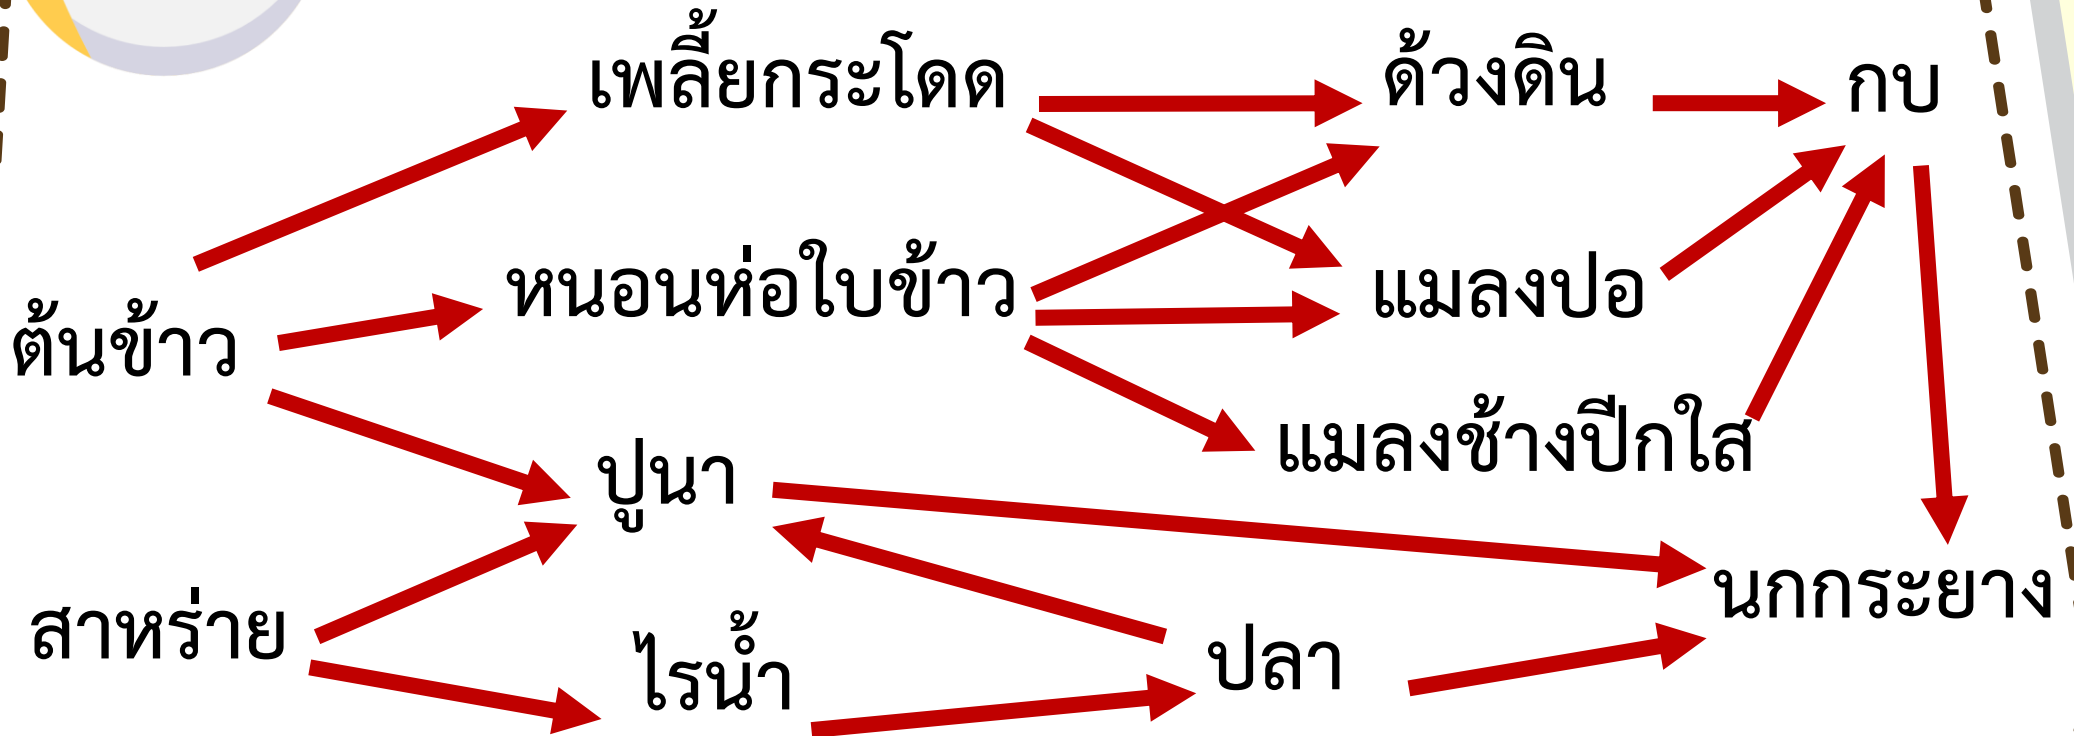 เพลี้ยกระโดด
ด้วงดิน
กบ
หนอนห่อใบข้าว
แมลงปอ
ต้นข้าว
แมลงช้างปีกใส
ปูนา
นกกระยาง
สาหร่าย
ไรน้ำ
ปลา